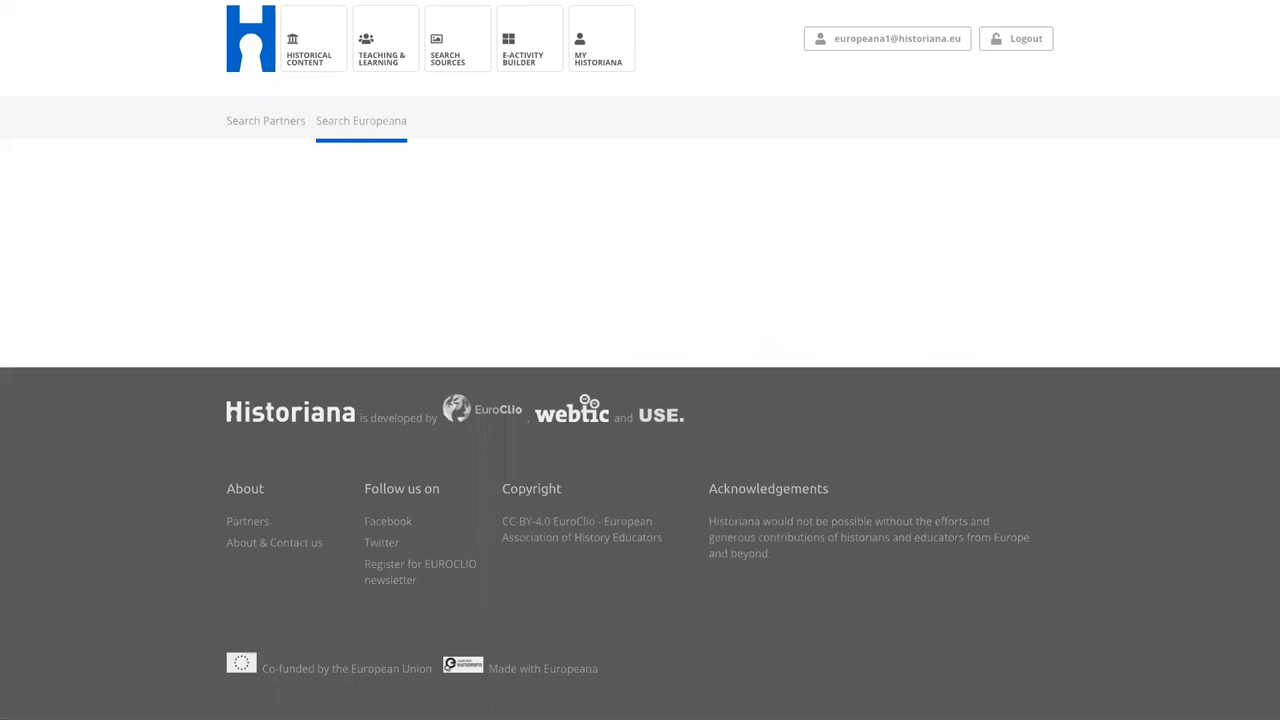 HISTORICAL CONTENT
TEACHING & LEARNING
SEARCH SOURCES
E-ACTIVITY BUILDER
MY HISTORIANA
europeana1@historiana.eu
Logout
Search Partners
Search Europeana
Historiana is developed by EuroClio, webtic and USE.
About
Partners
About & Contact us
Follow us on
Facebook
Twitter
Register for EUROCLIO
newsletter
Copyright
CC-BY-4.0 EuroClio - European
Association of History Educators
Acknowledgements
Historiana would not be possible without the efforts and
generous contributions of historians and educators from Europe
and beyond.
Co-funded by the European Union
europeana
Made with Europeana